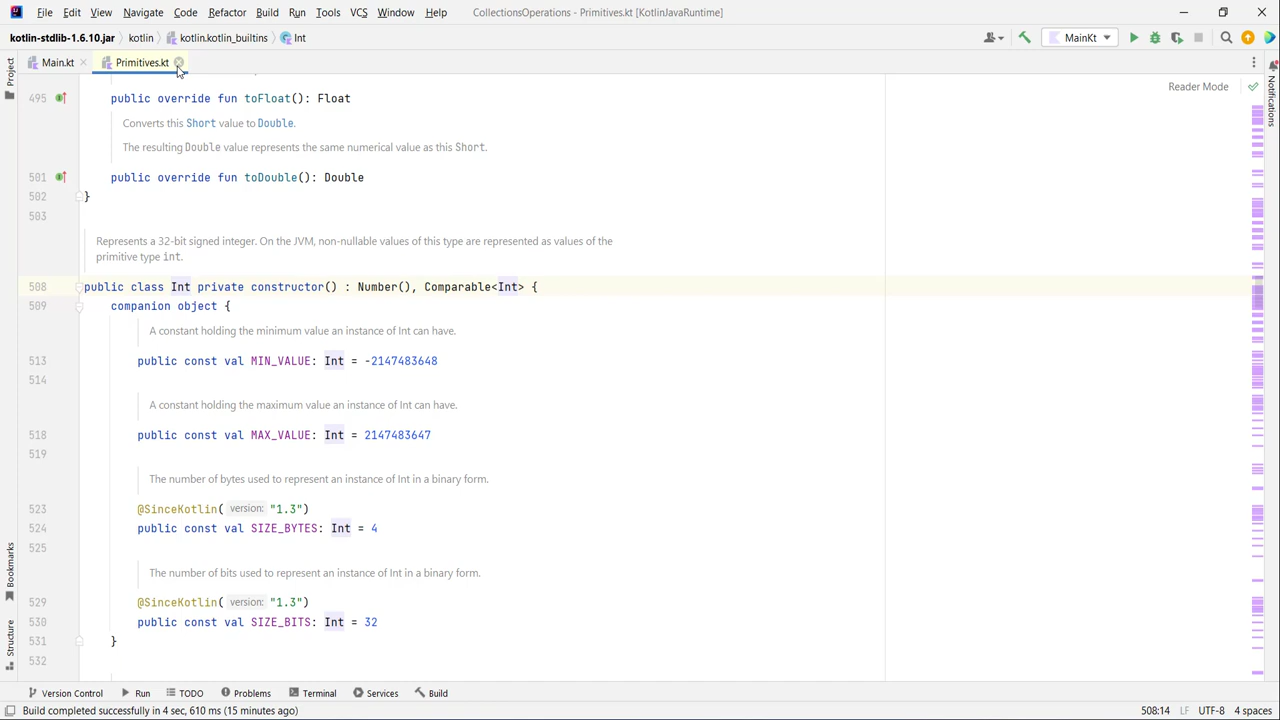 File Edit View Navigate Code Refactor Build Run Tools VCS Window Help CollectionsOperations - Primitives.kt [KotlinJavaRuntime]
kotlin-stdlib-1.6.10.jar kotlin kotlin.kotlin_builtins Int MainKt
Project Main.kt Primitives.kt
Reader Mode
Notifications
495 public override fun toFloat(): Float
Converts this Short value to Double.
The resulting Double value represents the same numerical value as this Short.
501 public override fun toDouble(): Double
}
503
Represents a 32-bit signed integer. On the JVM, non-nullable values of this type are represented as values of the
primitive type int.
public class Int private constructor() : Number(), Comparable<Int>
companion object {
A constant holding the minimum value an instance of Int can have.
513 public const val MIN_VALUE: Int = -2147483648
A constant holding the maximum value an instance of Int can have.
518 public const val MAX_VALUE: Int = 2147483647
The number of bytes used to represent an instance of Int in a binary form.
@SinceKotlin( version: "1.3")
524 public const val SIZE_BYTES: Int =
The number of bits used to represent an instance of Int in a binary form.
529 @SinceKotlin( version: "1.3")
public const val SIZE_BITS: Int =
531 }
532
Bookmarks
Structure
Version Control Run TODO Problems Terminal Services Build
Build completed successfully in 4 sec, 610 ms (15 minutes ago) 508:14 LF UTF-8 4 spaces